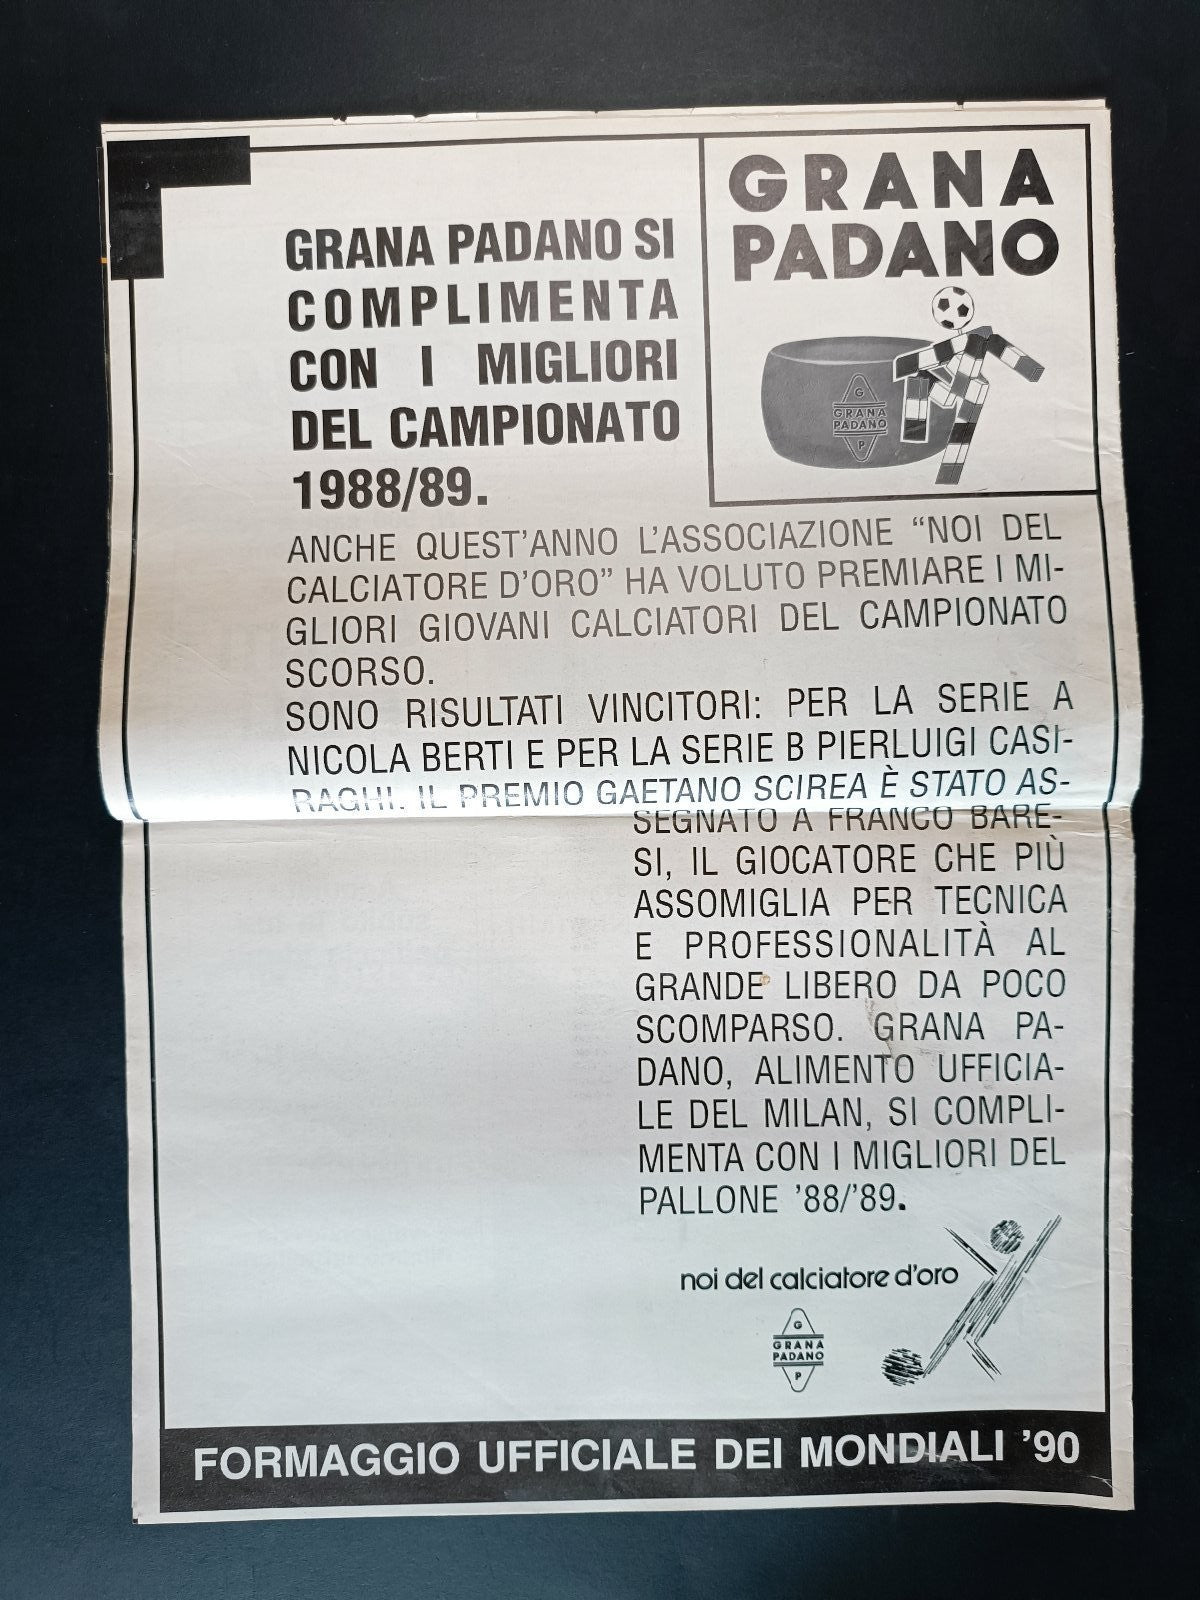 GRANA
PADANO
G
GRANA
PADANO
P
GRANA PADANO SI
COMPLIMENTA
CON I MIGLIORI
DEL CAMPIONATO
1988/89.
ANCHE QUEST'ANNO L'ASSOCIAZIONE “NOI DEL
CALCIATORE D'ORO” HA VOLUTO PREMIARE I MI-
GLIORI GIOVANI CALCIATORI DEL CAMPIONATO
SCORSO.
SONO RISULTATI VINCITORI: PER LA SERIE A
NICOLA BERTI E PER LA SERIE B PIERLUIGI CASI-
RAGHI. IL PREMIO GAETANO SCIREA È STATO AS-
SEGNATO A FRANCO BARE-
SI, IL GIOCATORE CHE PIÙ
ASSOMIGLIA PER TECNICA
E PROFESSIONALITÀ AL
GRANDE LIBERO DA POCO
SCOMPARSO. GRANA PA-
DANO, ALIMENTO UFFICIA-
LE DEL MILAN, SI COMPLI-
MENTA CON I MIGLIORI DEL
PALLONE '88/'89.
noi del calciatore d'oro
G
GRANA
PADANO
P
FORMAGGIO UFFICIALE DEI MONDIALI '90